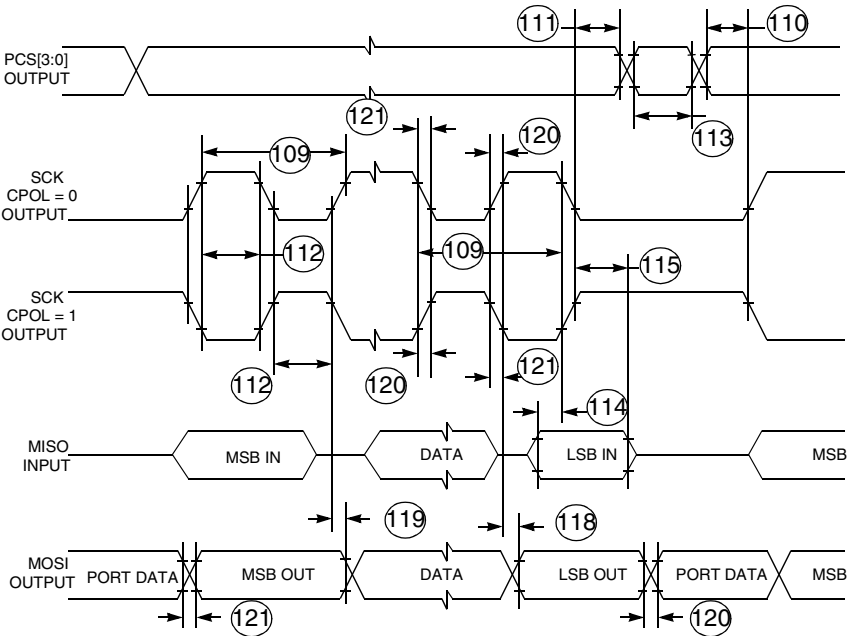 111
110
PCS[3:0]
OUTPUT
121
120
113
109
SCK
CPOL = 0
OUTPUT
112
109
115
SCK
CPOL = 1
OUTPUT
112
120
121
114
MISO
INPUT
MSB IN
DATA
LSB IN
MSB
119
118
MOSI
OUTPUT
PORT DATA
MSB OUT
DATA
LSB OUT
PORT DATA
MSB
121
120